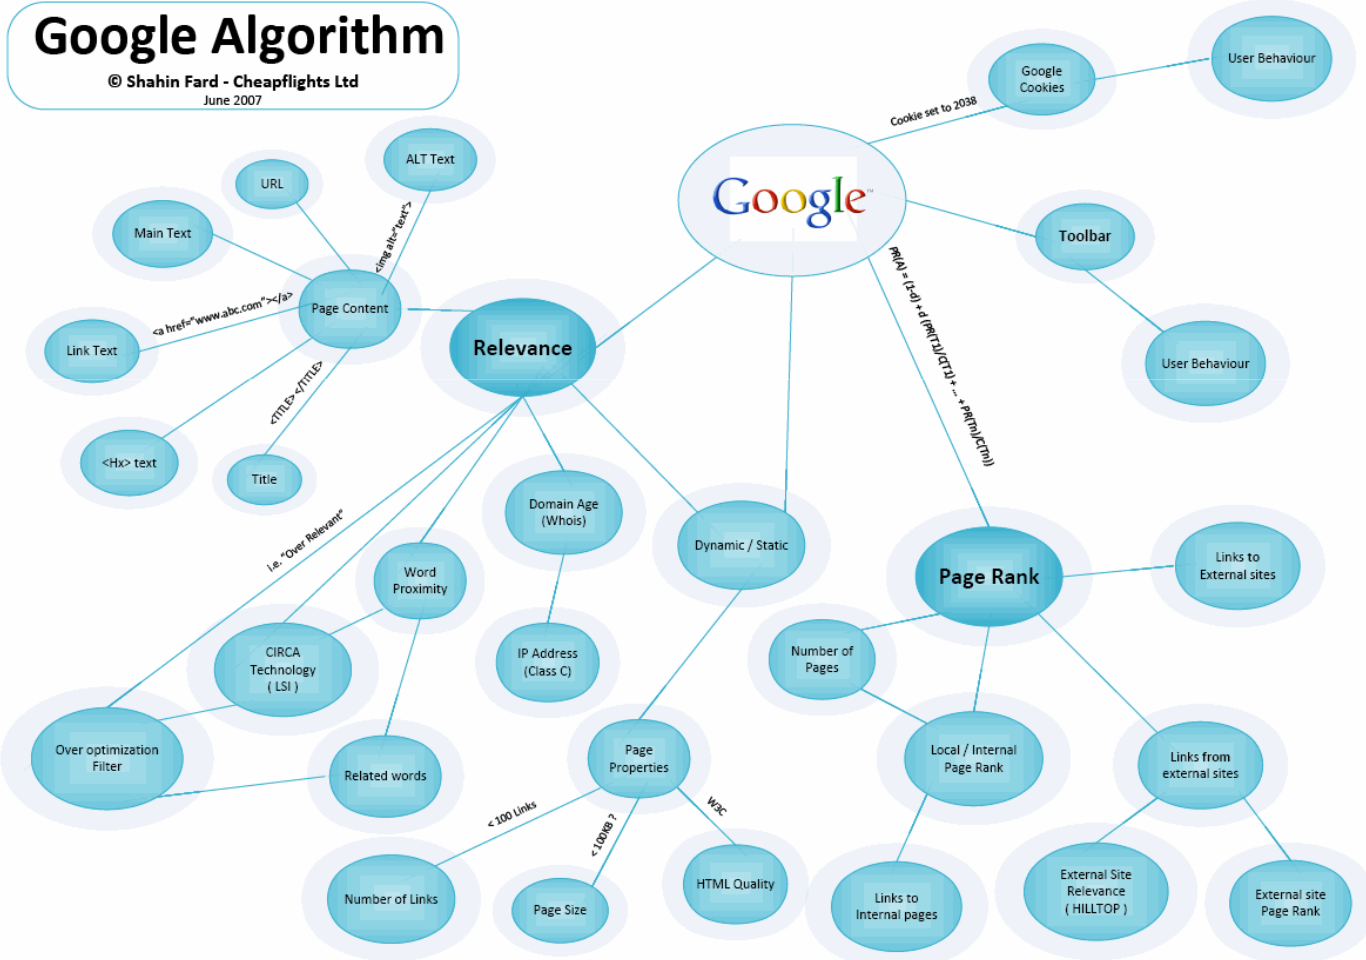 Google Algorithm
© Shahin Fard - Cheapflights Ltd
June 2007
Google™
Cookie set to 2038
Google
Cookies
User Behaviour
Toolbar
User Behaviour
PR(A) = (1-d) + d (PR(T1)/C(T1) + ... + PR(Tn)/C(Tn))
ALT Text
URL
Main Text
<img alt="text">
Page Content
<a href="www.abc.com"></a>
Link Text
<TITLE> </TITLE>
<Hx> text
Title
Relevance
i.e. "Over Relevant"
Domain Age
(Whois)
IP Address
(Class C)
Word
Proximity
CIRCA
Technology
( LSI )
Over optimization
Filter
Related words
Dynamic / Static
Page
Properties
< 100 Links
< 100KB ?
W3C
Number of Links
Page Size
HTML Quality
Page Rank
Links to
External sites
Number of
Pages
Local / Internal
Page Rank
Links from
external sites
Links to
Internal pages
External Site
Relevance
( HILLTOP )
External site
Page Rank